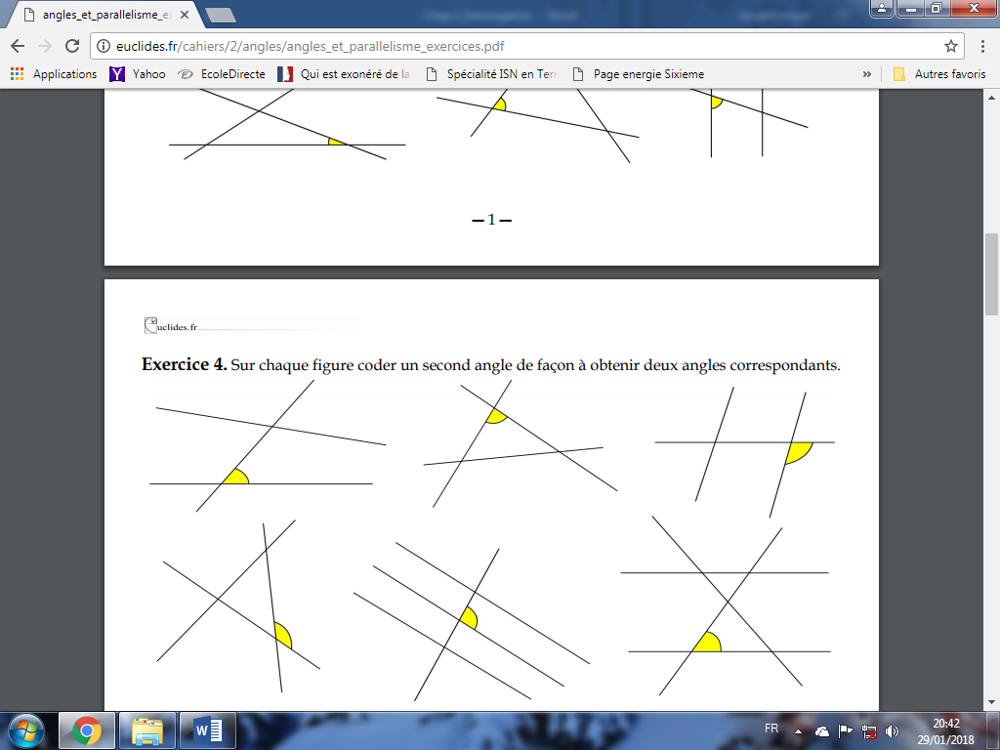 angles_et_parallelisme_e
euclides.fr/cahiers/2/angles/angles_et_parallelisme_exercices.pdf
Applications Yahoo EcoleDirecte Qui est exonéré de la Spécialité ISN en Terr Page energie Sixieme » Autres favoris
— 1 —
euclides.fr
Exercice 4. Sur chaque figure coder un second angle de façon à obtenir deux angles correspondants.
FR
20:42
29/01/2018